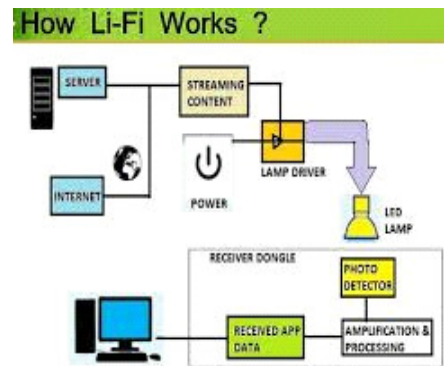 How Li-Fi Works ?
SERVER
STREAMING
CONTENT
INTERNET
POWER
LAMP DRIVER
LED
LAMP
RECEIVER DONGLE
PHOTO
DETECTOR
RECEIVED APP
DATA
AMPLIFICATION &
PROCESSING